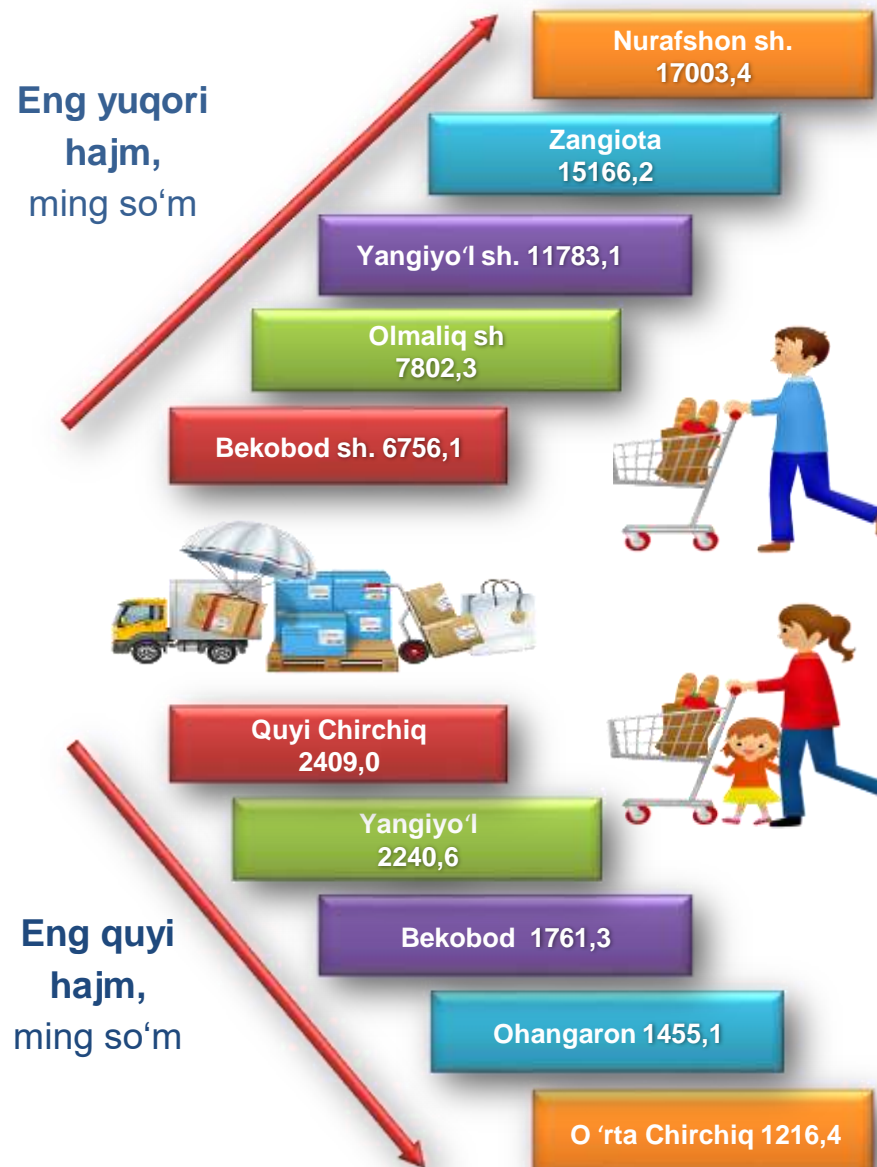 Eng yuqori
hajm,
ming so‘m
Nurafshon sh.
17003,4
Zangiota
15166,2
Yangiyo‘l sh. 11783,1
Olmaliq sh
7802,3
Bekobod sh. 6756,1
Eng quyi
hajm,
ming so‘m
Quyi Chirchiq
2409,0
Yangiyo‘l
2240,6
Bekobod 1761,3
Ohangaron 1455,1
O ‘rta Chirchiq 1216,4